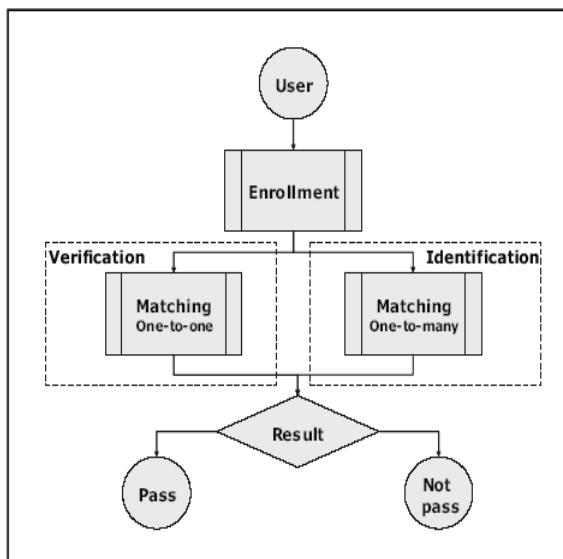 User
Enrollment
Verification
Identification
Matching
One-to-one
Matching
One-to-many
Result
Pass
Not
pass